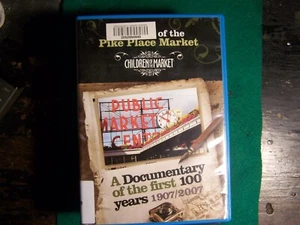 of the
Pike Place Market
CHILDREN OF THE MARKET
PUBLIC
MARKET
CENT
A Documentary
of the first 100
years 1907/2007